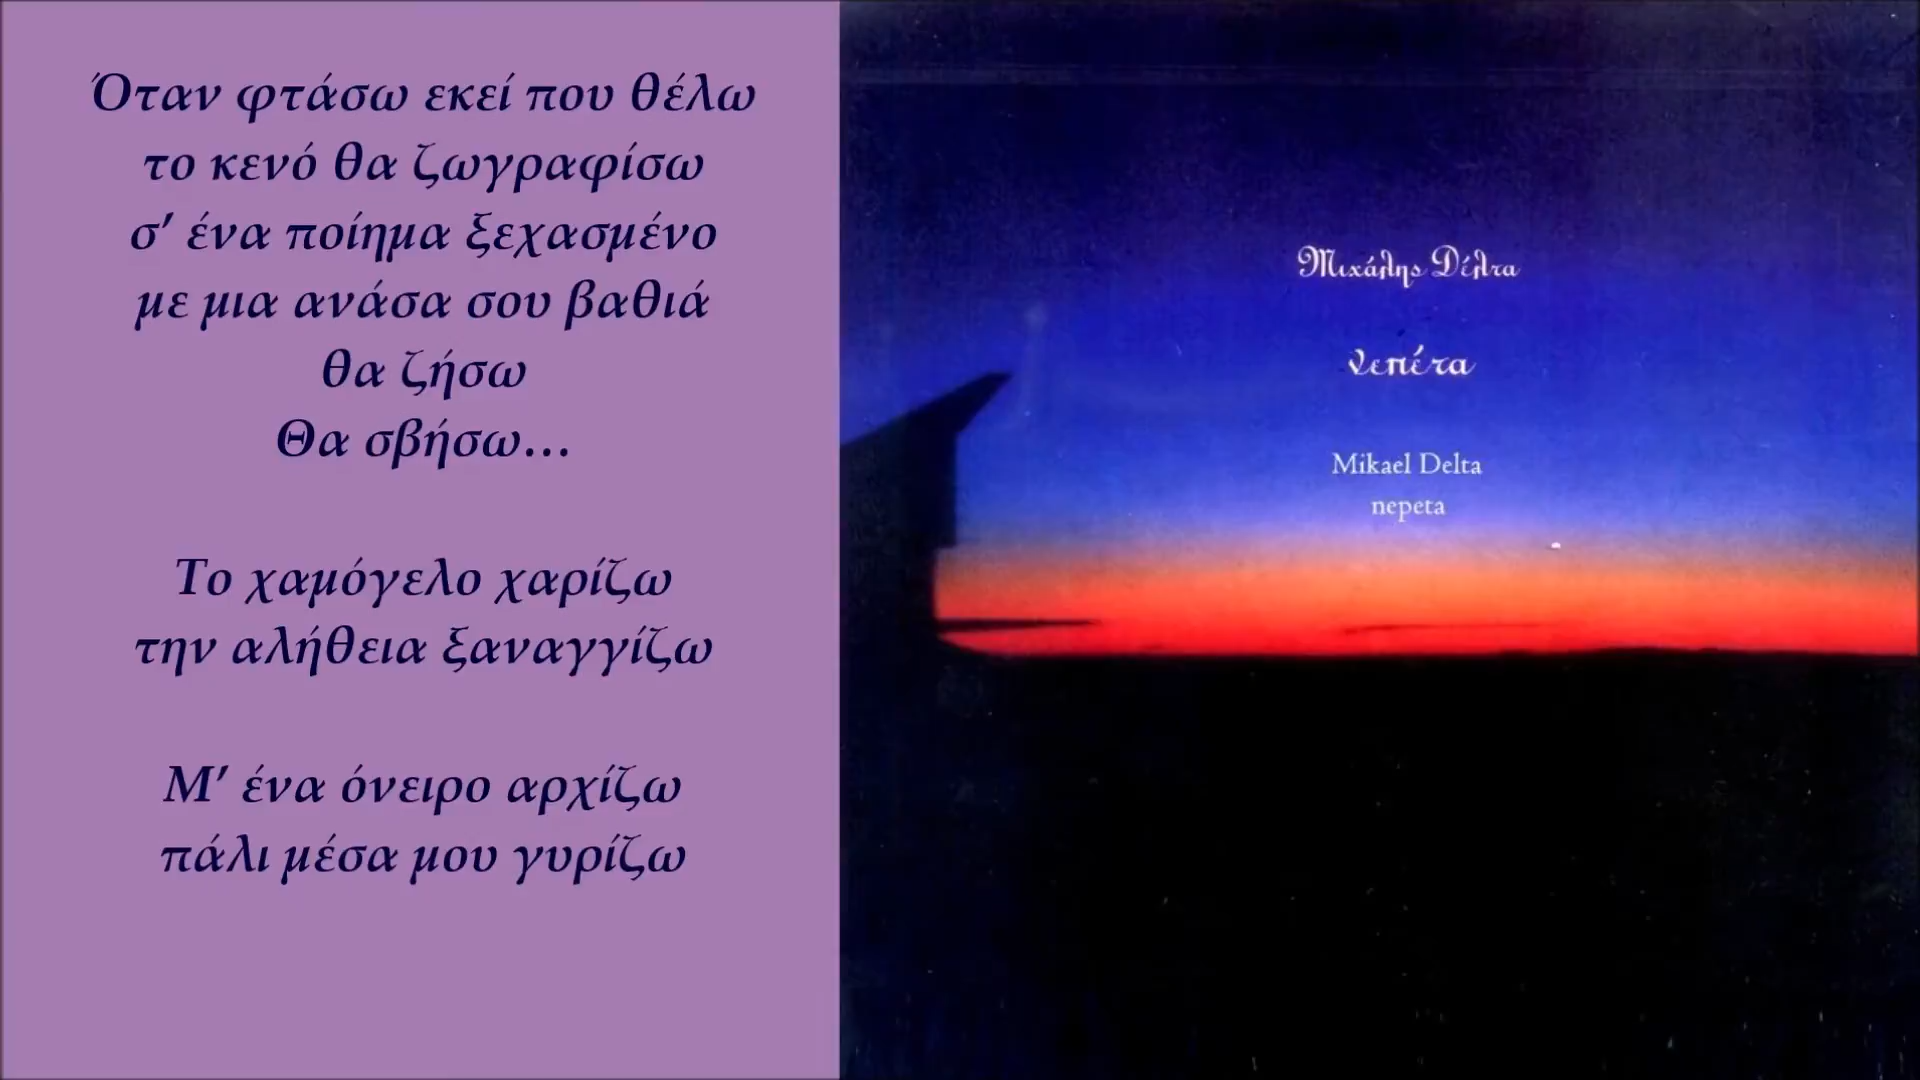 Όταν φτάσω εκεί που θέλω
το κενό θα ζωγραφίσω
σ' ένα ποίημα ξεχασμένο
με μια ανάσα σου βαθιά
θα ζήσω
Θα σβήσω...
Το χαμόγελο χαρίζω
την αλήθεια ξαναγγίζω
Μ' ένα όνειρο αρχίζω
πάλι μέσα μου γυρίζω
Μιχάλης Δέλτα
νεπέτα
Mikael Delta
nepeta